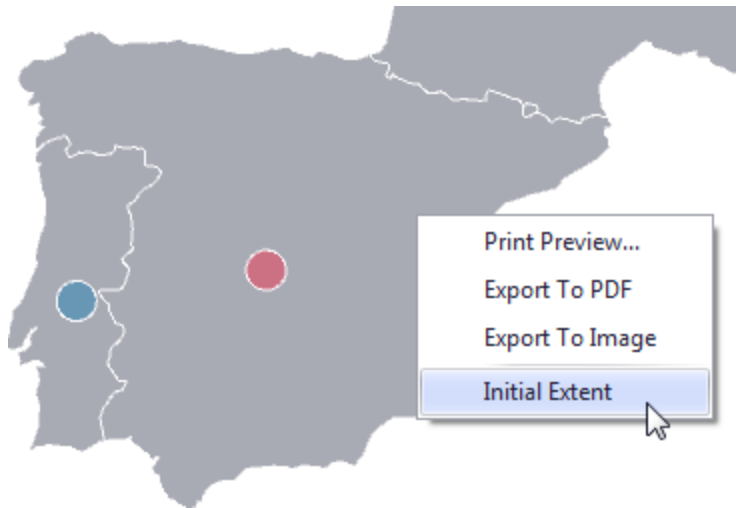 Print Preview...
Export To PDF
Export To Image
Initial Extent